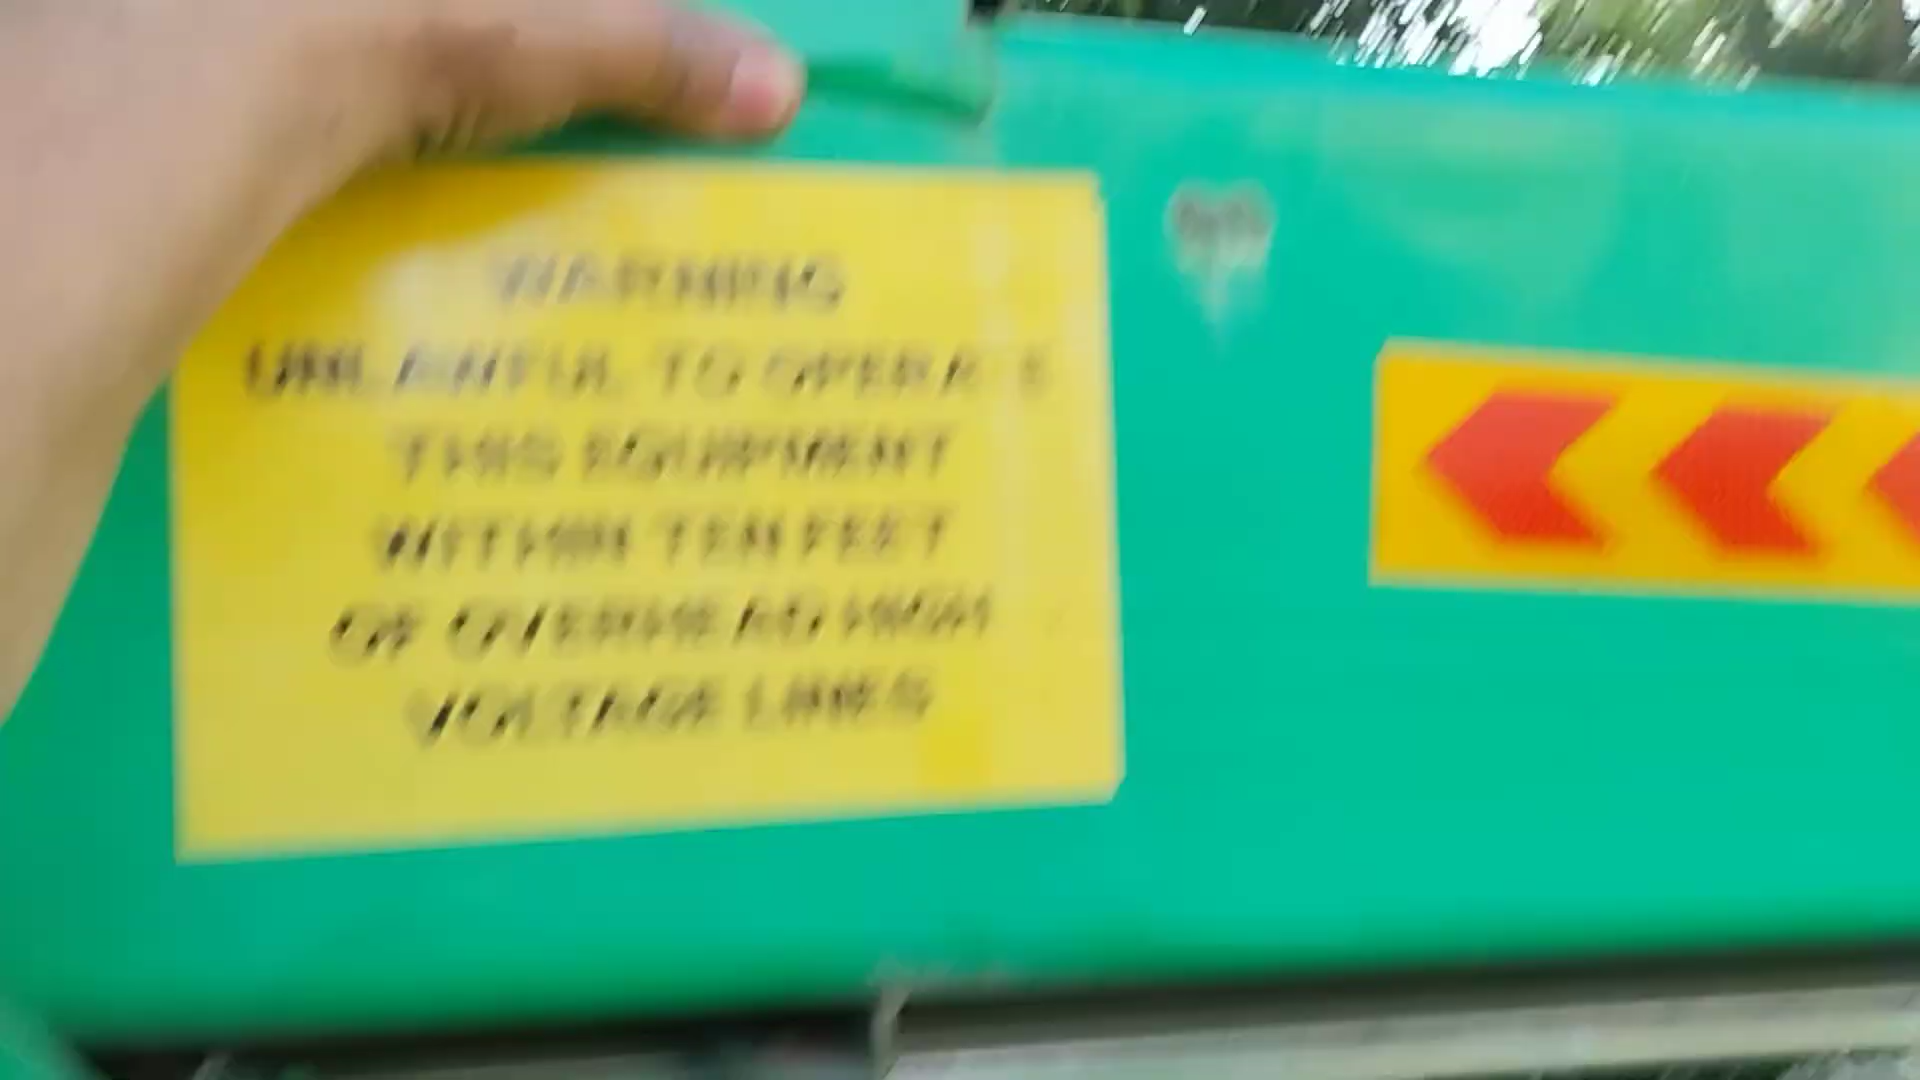 WARNING
UNLAWFUL TO OPERATE
THIS EQUIPMENT
WITHIN TEN FEET
OF OVERHEAD HIGH
VOLTAGE LINES